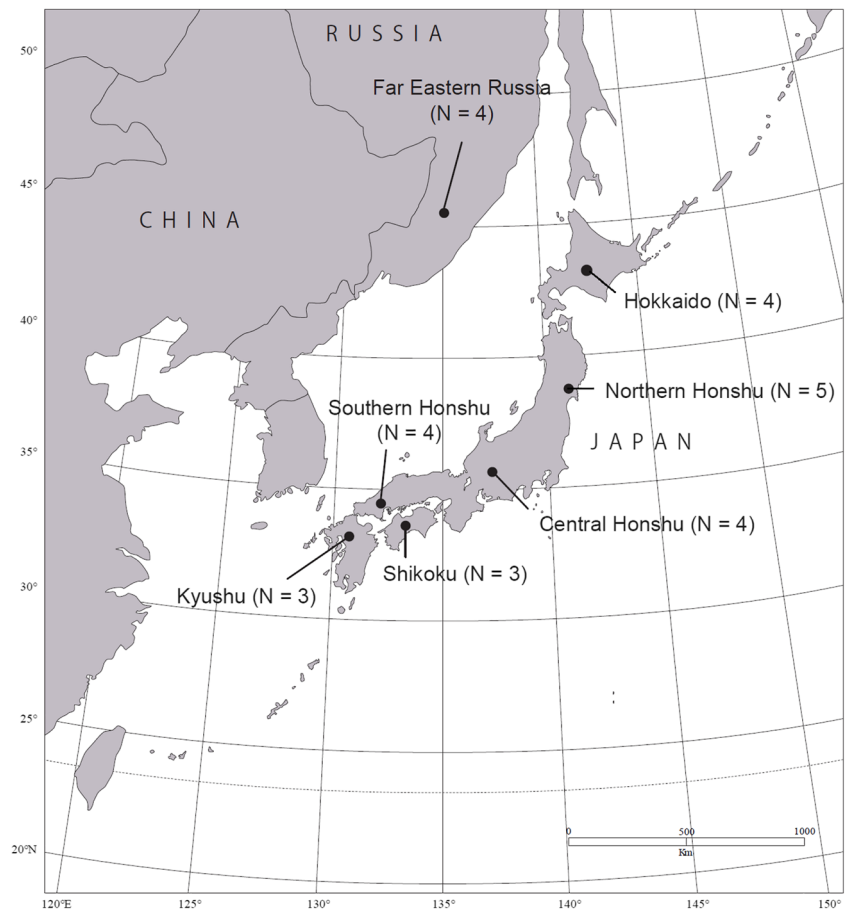 RUSSIA
50°
Far Eastern Russia
(N = 4)
45°
CHINA
Hokkaido (N = 4)
40°
Northern Honshu (N = 5)
Southern Honshu
(N = 4)
JAPAN
35°
Central Honshu (N = 4)
Shikoku (N = 3)
30°
Kyushu (N = 3)
25°
0 500 1000
Km
20°N
120°E 125° 130° 135° 140° 145° 150°